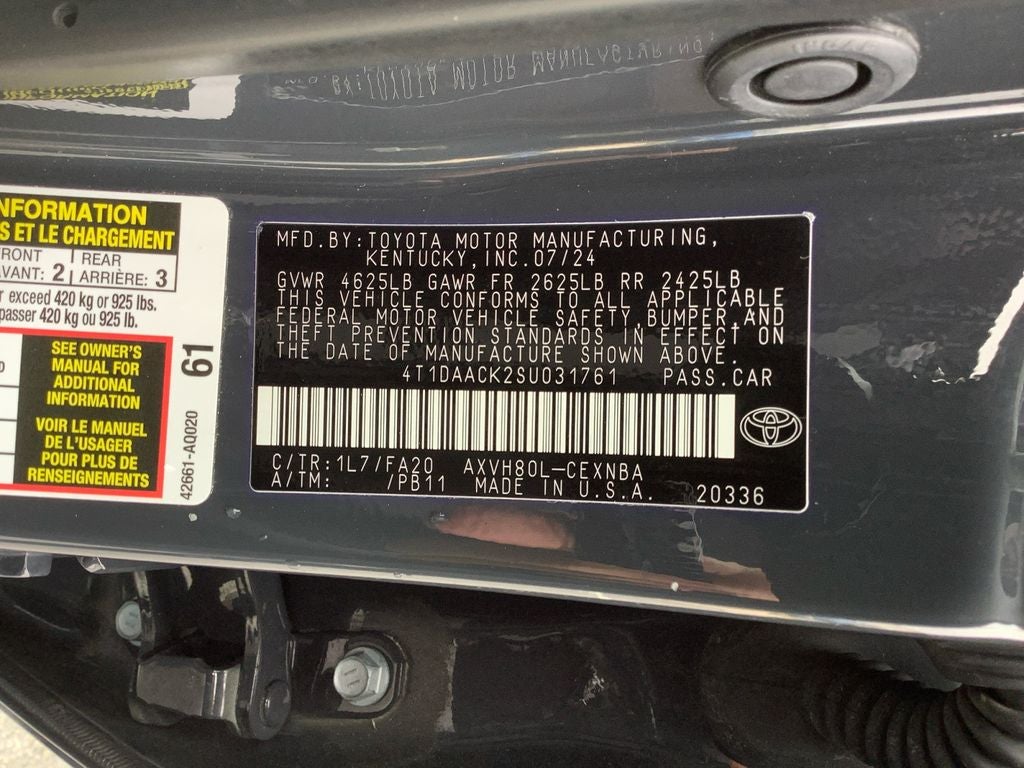 NFORMATION
S ET LE CHARGEMENT
FRONT REAR
AVANT: 2 ARRIÈRE: 3
r exceed 420 kg or 925 lbs.
passer 420 kg ou 925 lb.
SEE OWNER'S
MANUAL FOR
ADDITIONAL
INFORMATION
VOIR LE MANUEL
DE L'USAGER
POUR PLUS DE
RENSEIGNEMENTS
61
42661-AQ020
MFD.BY:TOYOTA MOTOR MANUFACTURING,
KENTUCKY,INC.07/24
GVWR 4625LB GAWR FR 2625LB RR 2425LB
THIS VEHICLE CONFORMS TO ALL APPLICABLE
FEDERAL MOTOR VEHICLE SAFETY,BUMPER,AND
THEFT PREVENTION STANDARDS IN EFFECT ON
THE DATE OF MANUFACTURE SHOWN ABOVE.
4T1DAACK2SU031761 PASS.CAR
C/TR:1L7/FA20 AXVH80L-CEXNBA
A/TM: /PB11 MADE IN U.S.A. 20336